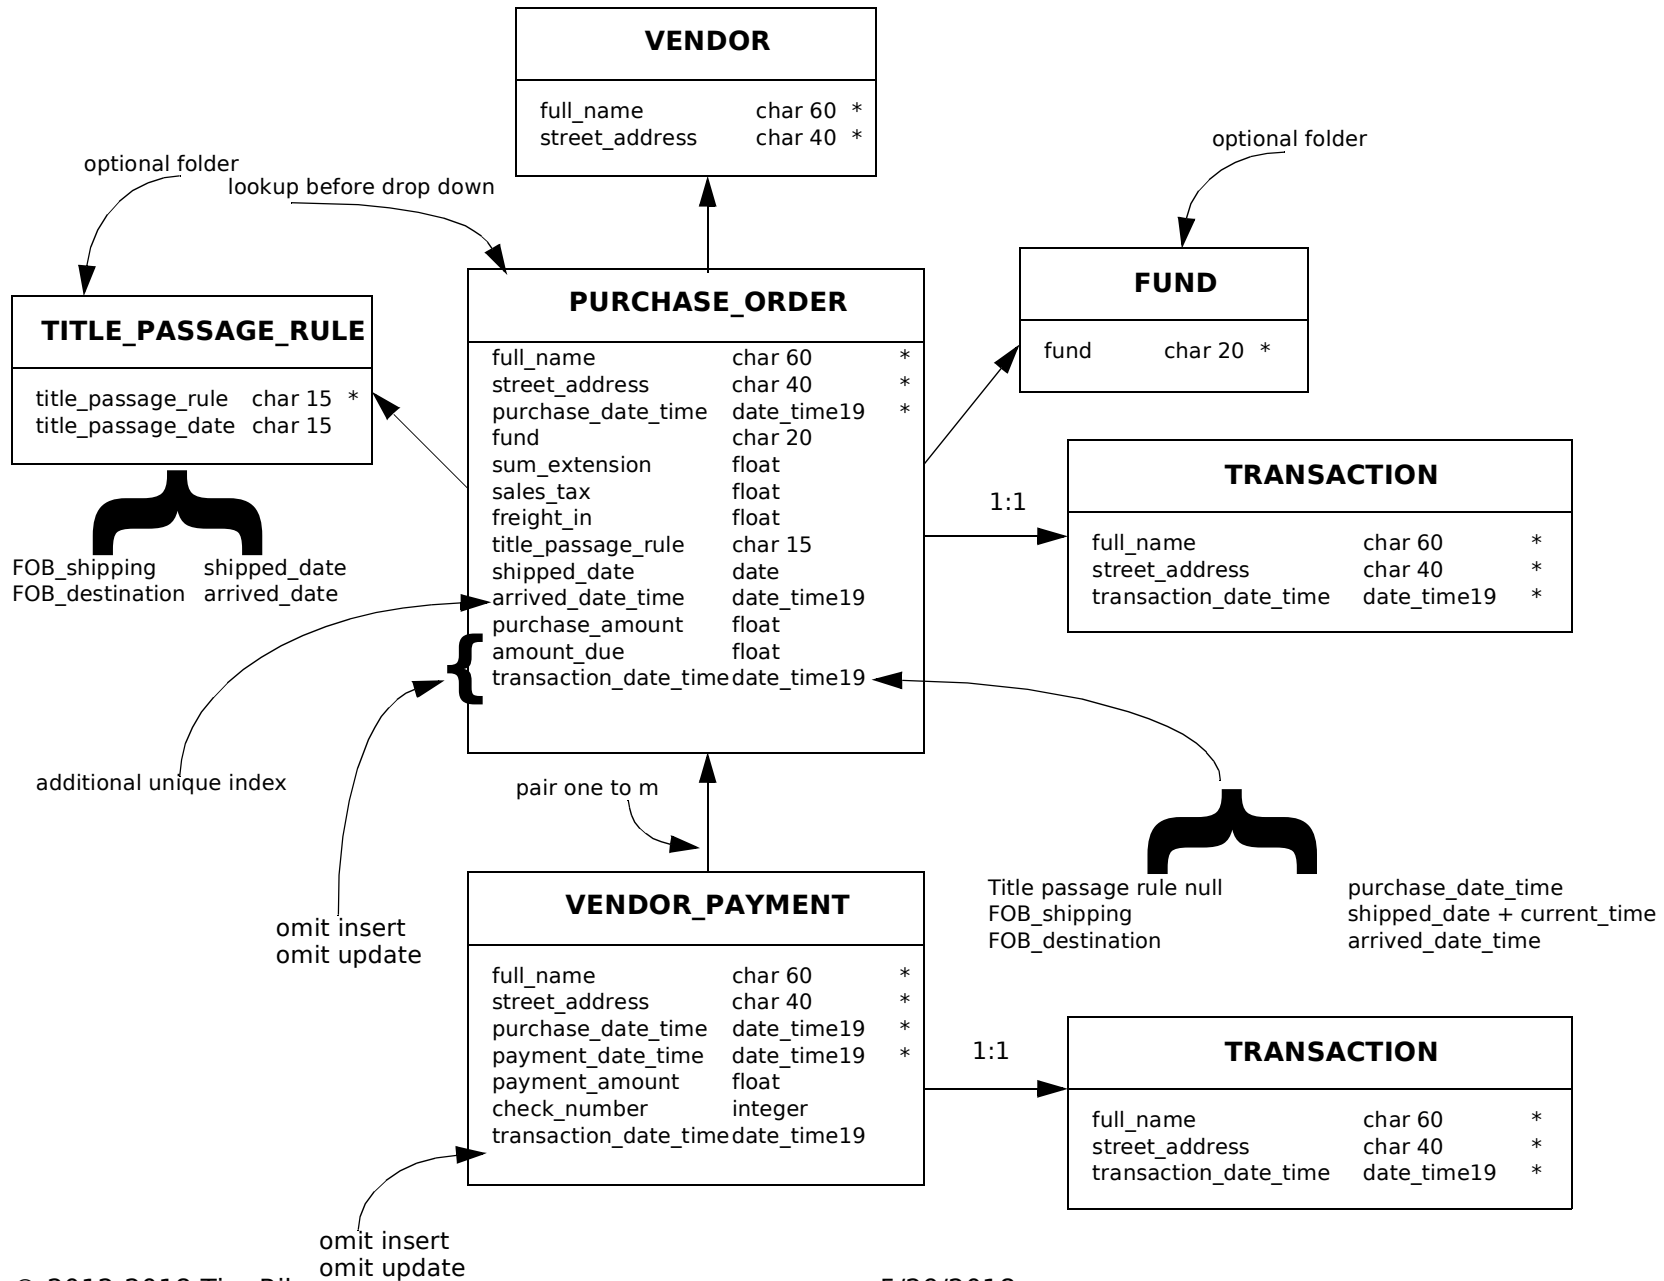 VENDOR
full_name char 60 *
street_address char 40 *
optional folder
lookup before drop down
optional folder
TITLE_PASSAGE_RULE
title_passage_rule char 15 *
title_passage_date char 15
FOB_shipping shipped_date
FOB_destination arrived_date
PURCHASE_ORDER
full_name char 60 *
street_address char 40 *
purchase_date_time date_time19 *
fund char 20
sum_extension float
sales_tax float
freight_in float
title_passage_rule char 15
shipped_date date
arrived_date_time date_time19
purchase_amount float
amount_due float
transaction_date_time date_time19
FUND
fund char 20 *
1:1
TRANSACTION
full_name char 60 *
street_address char 40 *
transaction_date_time date_time19 *
additional unique index
pair one to m
omit insert
omit update
Title passage rule null purchase_date_time
FOB_shipping shipped_date + current_time
FOB_destination arrived_date_time
VENDOR_PAYMENT
full_name char 60 *
street_address char 40 *
purchase_date_time date_time19 *
payment_date_time date_time19 *
payment_amount float
check_number integer
transaction_date_time date_time19
1:1
TRANSACTION
full_name char 60 *
street_address char 40 *
transaction_date_time date_time19 *
omit insert
omit update